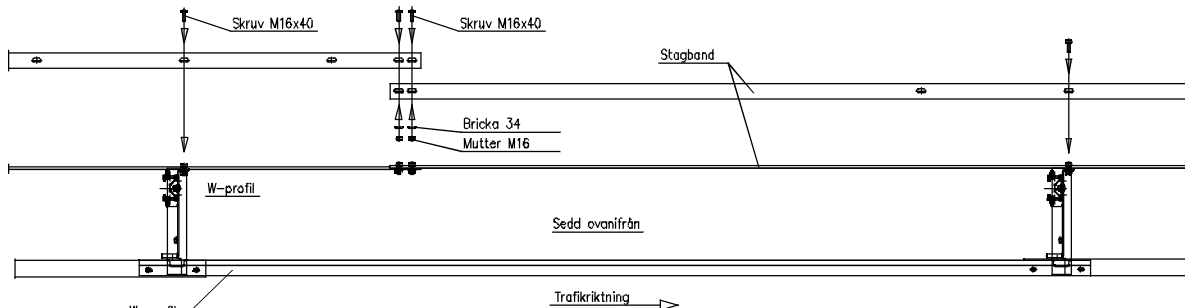 Skruv M16x40
Skruv M16x40
Stagband
Bricka 34
Mutter M16
W-profil
Sedd ovanifrån
Trafikriktning